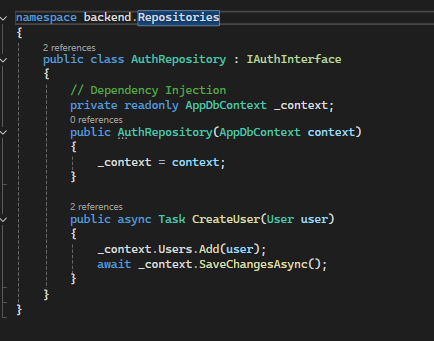 namespace backend.Repositories
{
2 references
public class AuthRepository : IAuthInterface
{
// Dependency Injection
private readonly AppDbContext _context;
0 references
public AuthRepository(AppDbContext context)
{
_context = context;
}
2 references
public async Task CreateUser(User user)
{
_context.Users.Add(user);
await _context.SaveChangesAsync();
}
}
}